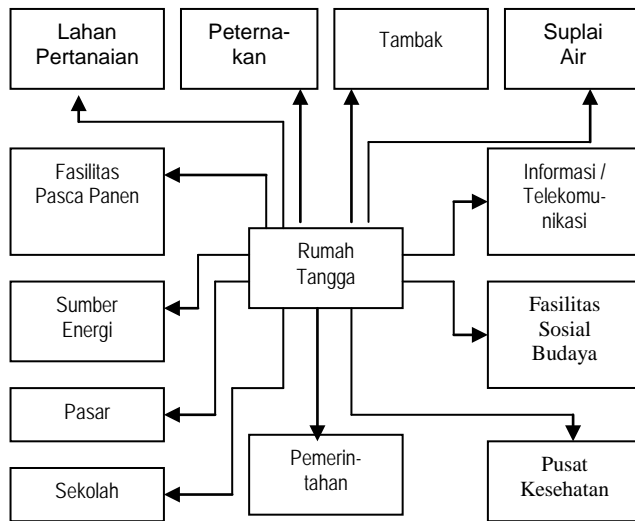 Lahan
Pertanaian
Peterna-
kan
Tambak
Suplai
Air
Fasilitas
Pasca Panen
Informasi /
Telekomu-
nikasi
Rumah
Tangga
Sumber
Energi
Fasilitas
Sosial
Budaya
Pasar
Pemerin-
tahan
Sekolah
Pusat
Kesehatan